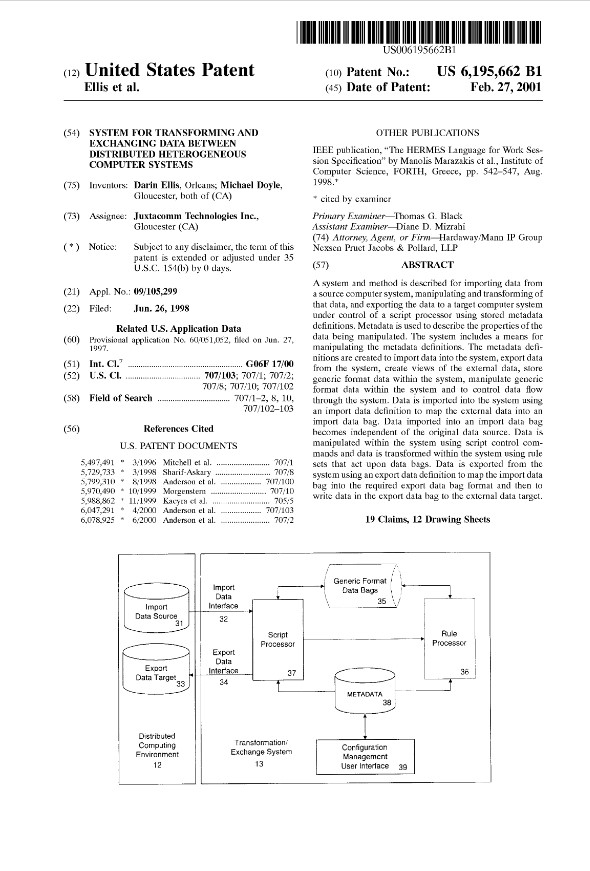 US006195662B1
(12) United States Patent
Ellis et al.
(10) Patent No.: US 6,195,662 B1
(45) Date of Patent: Feb. 27, 2001
(54) SYSTEM FOR TRANSFORMING AND
EXCHANGING DATA BETWEEN
DISTRIBUTED HETEROGENEOUS
COMPUTER SYSTEMS
(75) Inventors: Darin Ellis, Orleans; Michael Doyle,
Gloucester, both of (CA)
(73) Assignee: Juxtacomm Technologies Inc.,
Gloucester (CA)
( * ) Notice: Subject to any disclaimer, the term of this
patent is extended or adjusted under 35
U.S.C. 154(b) by 0 days.
(21) Appl. No.: 09/105,299
(22) Filed: Jun. 26, 1998
Related U.S. Application Data
(60) Provisional application No. 60/051,052, filed on Jun. 27,
1997.
(51) Int. Cl.7 ................................ G06F 17/00
(52) U.S. Cl. ..................... 707/103; 707/1; 707/2;
707/8; 707/10; 707/102
(58) Field of Search .......................... 707/1–2, 8, 10,
707/102–103
(56) References Cited
U.S. PATENT DOCUMENTS
5,497,491 * 3/1996 Mitchell et al. ....................... 707/1
5,729,733 * 3/1998 Sharif-Askary ....................... 707/8
5,799,310 * 8/1998 Anderson et al. .................. 707/100
5,970,490 * 10/1999 Morgenstern ........................ 707/10
5,988,862 * 11/1999 Kacyra et al. ... .................... 705/5
6,047,291 * 4/2000 Anderson et al. .................. 707/103
6,078,925 * 6/2000 Anderson et al. ...................... 707/2
OTHER PUBLICATIONS
IEEE publication, "The HERMES Language for Work Ses-
sion Specification" by Manolis Marazakis et al., Institute of
Computer Science, FORTH, Greece, pp. 542–547, Aug.
1998.*
* cited by examiner
Primary Examiner—Thomas G. Black
Assistant Examiner—Diane D. Mizrahi
(74) Attorney, Agent, or Firm—Hardaway/Mann IP Group
Nexsen Pruet Jacobs & Pollard, LLP
(57) ABSTRACT
A system and method is described for importing data from
a source computer system, manipulating and transforming of
that data, and exporting the data to a target computer system
under control of a script processor using stored metadata
definitions. Metadata is used to describe the properties of the
data being manipulated. The system includes a means for
manipulating the metadata definitions. The metadata defi-
nitions are created to import data into the system, export data
from the system, create views of the external data, store
generic format data within the system, manipulate generic
format data within the system and to control data flow
through the system. Data is imported into the system using
an import data definition to map the external data into an
import data bag. Data imported into an import data bag
becomes independent of the original data source. Data is
manipulated within the system using script control com-
mands and data is transformed within the system using rule
sets that act upon data bags. Data is exported from the
system using an export data definition to map the import data
bag into the required export data bag format and then to
write data in the export data bag to the external data target.
19 Claims, 12 Drawing Sheets
Import
Data Source
31
Export
Data Target
33
Distributed
Computing
Environment
12
Import
Data
Interface
32
Export
Data
Interface
34
Script
Processor
37
Generic Format
Data Bags
35
Rule
Processor
36
METADATA
38
Transformation/
Exchange System
13
Configuration
Management
User Interface 39